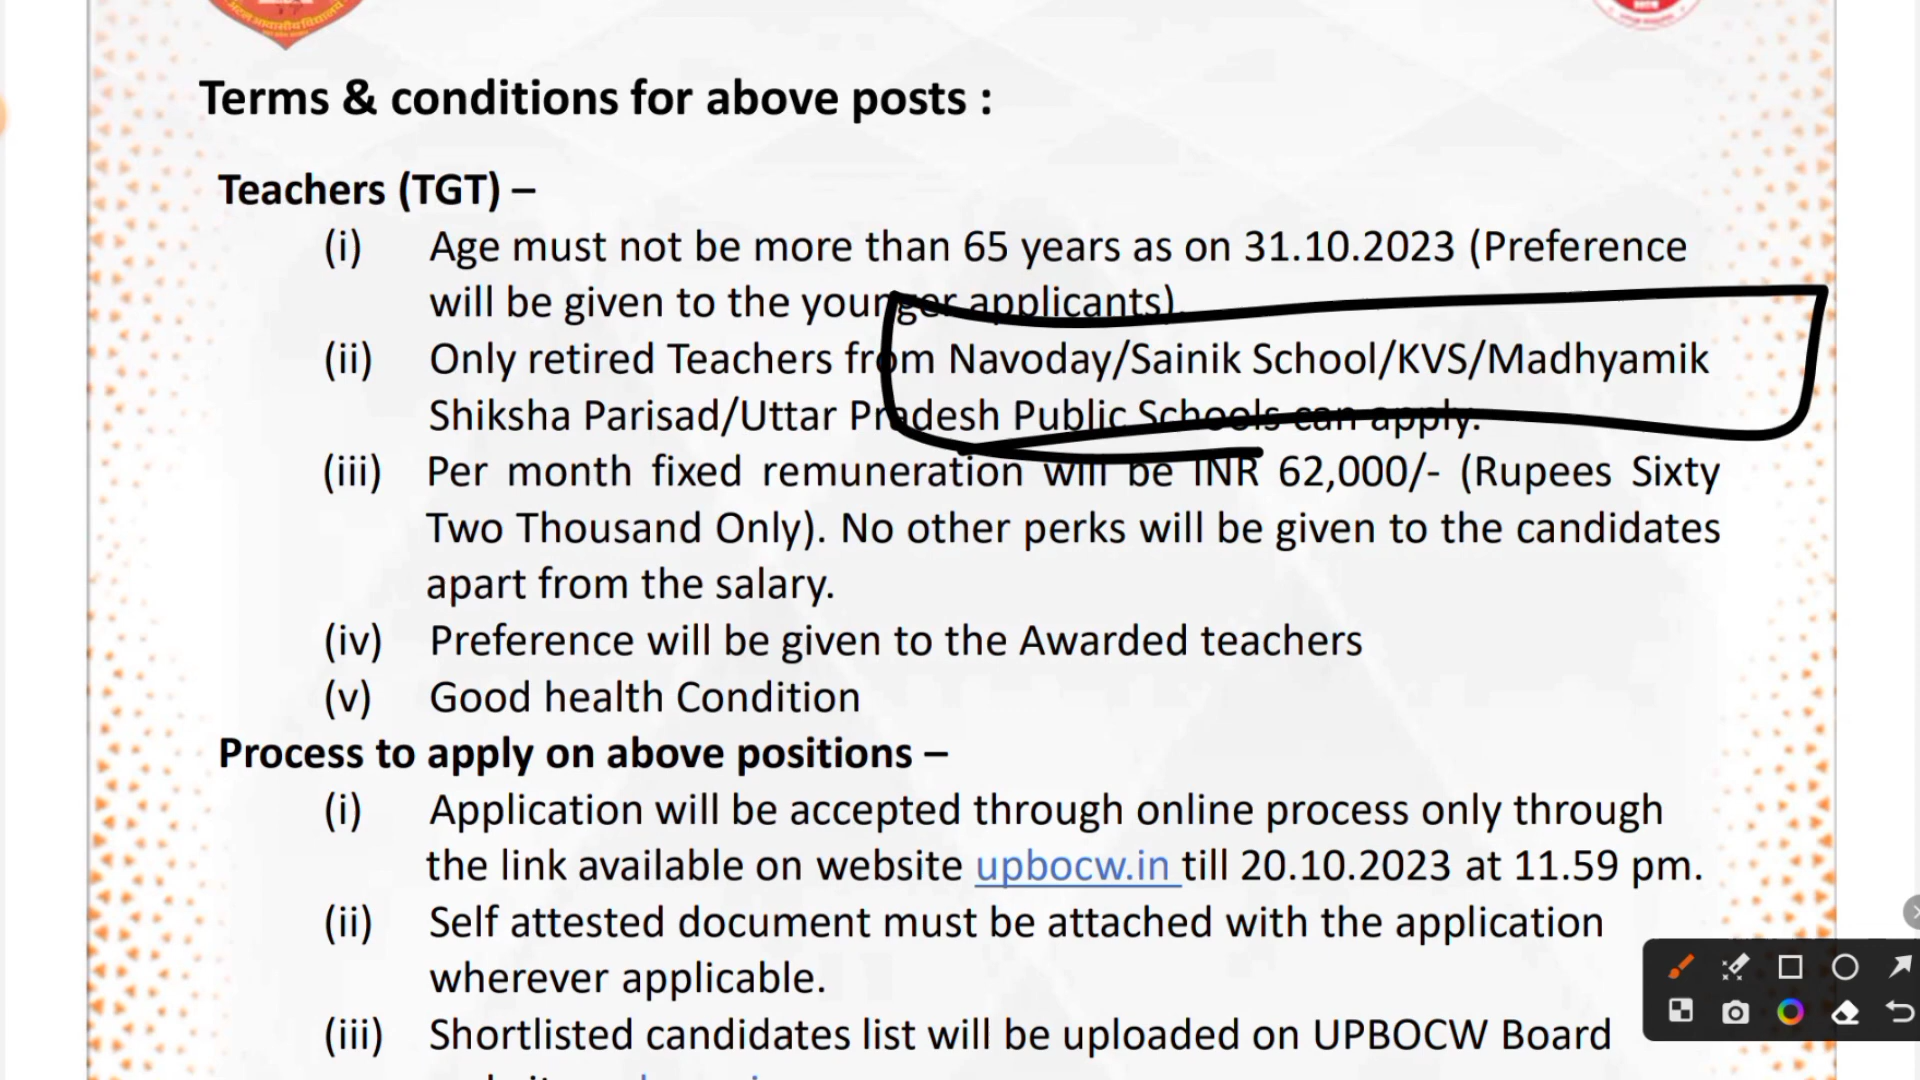 Terms & conditions for above posts :
Teachers (TGT) –
(i) Age must not be more than 65 years as on 31.10.2023 (Preference
will be given to the younger applicants).
(ii) Only retired Teachers from Navoday/Sainik School/KVS/Madhyamik
Shiksha Parisad/Uttar Pradesh Public Schools can apply.
(iii) Per month fixed remuneration will be INR 62,000/- (Rupees Sixty
Two Thousand Only). No other perks will be given to the candidates
apart from the salary.
(iv) Preference will be given to the Awarded teachers
(v) Good health Condition
Process to apply on above positions –
(i) Application will be accepted through online process only through
the link available on website upbocw.in till 20.10.2023 at 11.59 pm.
(ii) Self attested document must be attached with the application
wherever applicable.
(iii) Shortlisted candidates list will be uploaded on UPBOCW Board